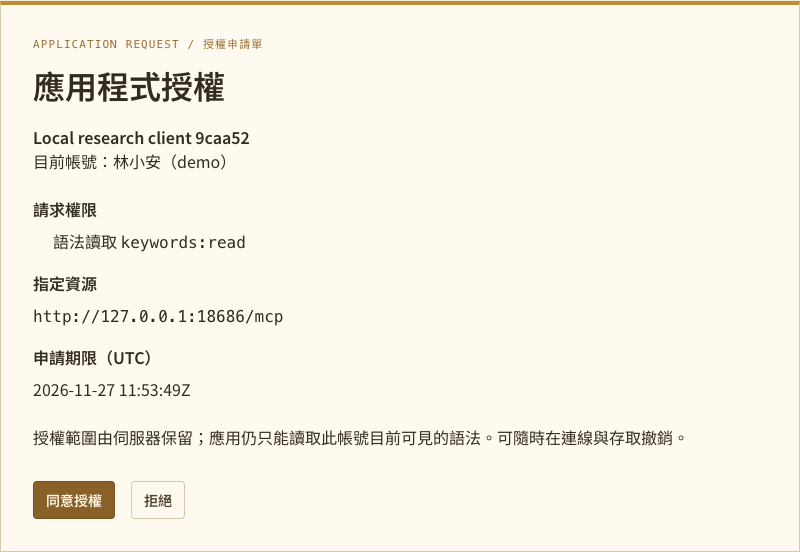 APPLICATION REQUEST / 授權申請單
應用程式授權
Local research client 9caa52
目前帳號：林小安（demo）
請求權限
語法讀取 keywords:read
指定資源
http://127.0.0.1:18686/mcp
申請期限（UTC）
2026-11-27 11:53:49Z
授權範圍由伺服器保留；應用仍只能讀取此帳號目前可見的語法。可隨時在連線與存取撤銷。
同意授權 拒絕